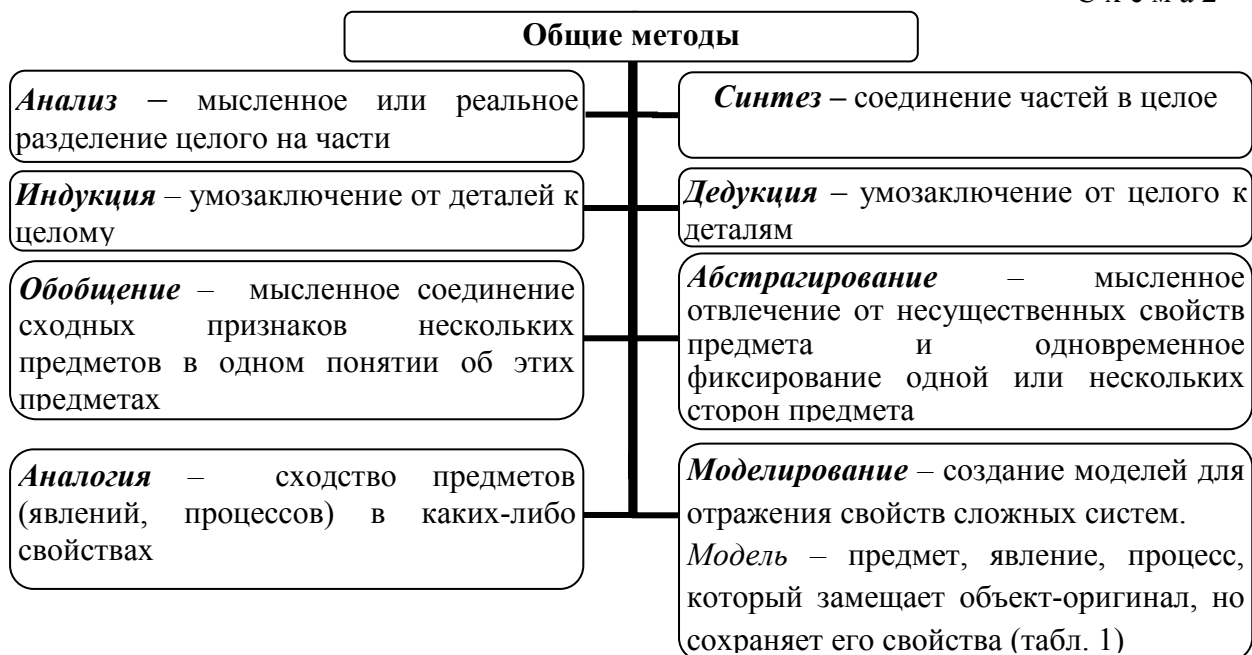 С х е м а 2
Общие методы
Анализ – мысленное или реальное
разделение целого на части
Синтез – соединение частей в целое
Индукция – умозаключение от деталей к
целому
Дедукция – умозаключение от целого к
деталям
Обобщение – мысленное соединение
сходных признаков нескольких
предметов в одном понятии об этих
предметах
Абстрагирование – мысленное
отвлечение от несущественных свойств
предмета и одновременное
фиксирование одной или нескольких
сторон предмета
Аналогия – сходство предметов
(явлений, процессов) в каких-либо
свойствах
Моделирование – создание моделей для
отражения свойств сложных систем.
Модель – предмет, явление, процесс,
который замещает объект-оригинал, но
сохраняет его свойства (табл. 1)